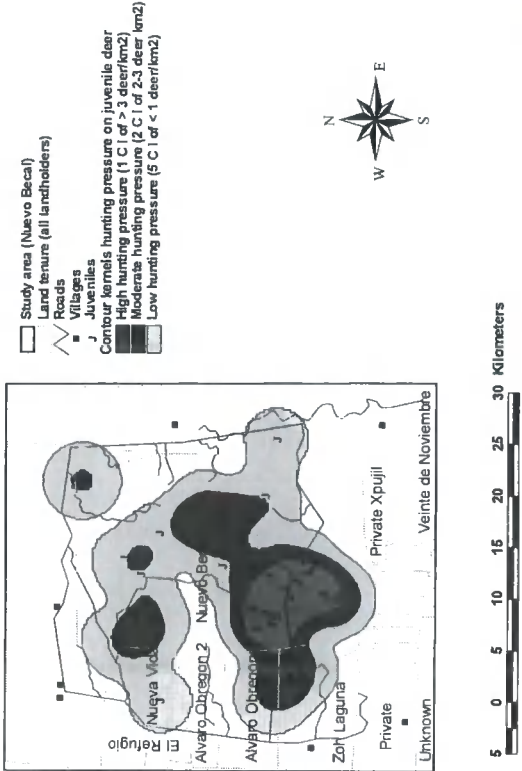 Study area (Nuevo Becal)
Land tenure (all landholders)
Roads
Villages
J Juveniles
Contour kernels hunting pressure on juvenile deer
High hunting pressure (1 C I of > 3 deer/km2)
Moderate hunting pressure (2 C I of 2-3 deer km2)
Low hunting pressure (5 C I of < 1 deer/km2)
N
W E
S
El Refugio
Nueva
Alvaro Obregon 2
Nuevo
Alvaro
Zoh Laguna
Private Xpujil
Private
Unknown
Veinte de Noviembre
5 0 5 10 15 20 25 30 Kilometers